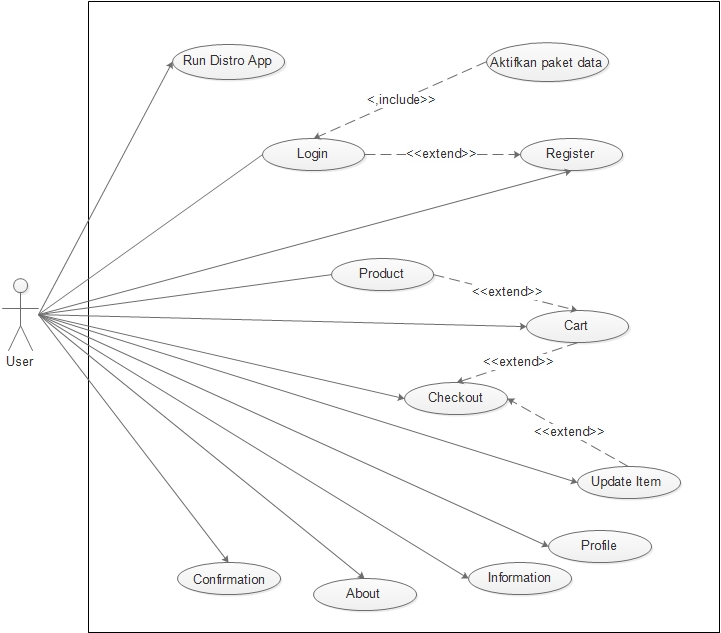 Run Distro App
Aktifkan paket data
<,include>>
Login
<<extend>>
Register
Product
<<extend>>
Cart
User
<<extend>>
Checkout
<<extend>>
Update Item
Profile
Confirmation
Information
About